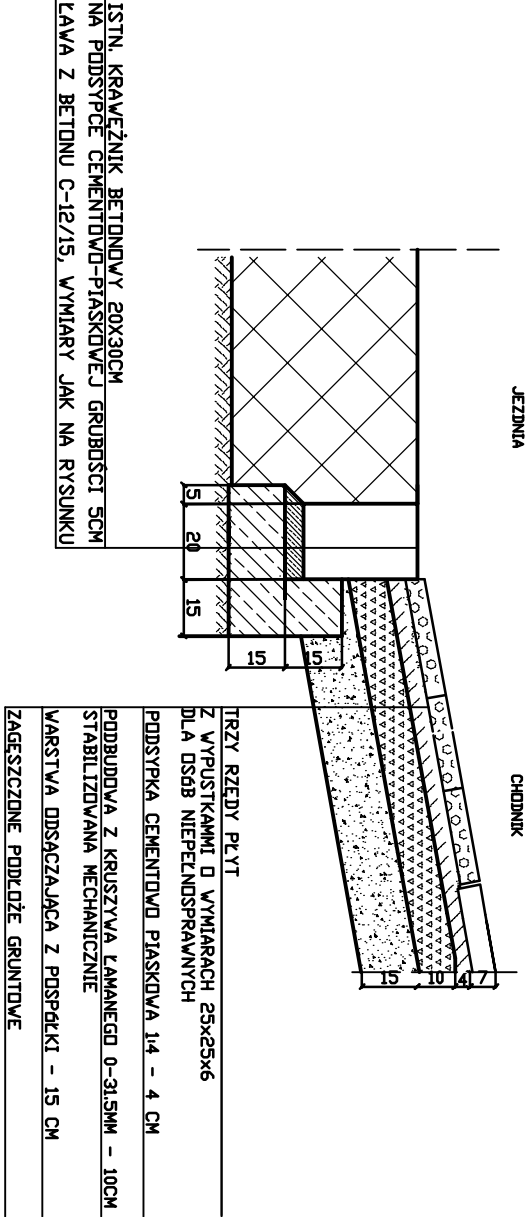 JEZDNIA
CHODNIK
15
10
4
7
5
20
15
15
15
ISTN. KRAWĘŻNIK BETONOWY 20X30CM
NA PODSYPCE CEMENTOWO-PIASKOWEJ GRUBOŚCI 5CM
ŁAWA Z BETONU C-12/15, WYMIARY JAK NA RYSUNKU
TRZY RZĘDY PŁYT
Z WYPUSTKAMMI O WYMIARACH 25x25x6
DLA OSÓB NIEPEŁNOSPRAWNYCH
PODSYPKA CEMENTOWO PIASKOWA 1:4 - 4 CM
PODBUDOWA Z KRUSZYWA ŁAMANEGO 0-31.5MM - 10CM
STABILIZOWANA MECHANICZNIE
WARSTWA ODSĄCZAJĄCA Z POSPÓŁKI - 15 CM
ZAGĘSZCZONE PODŁOŻE GRUNTOWE